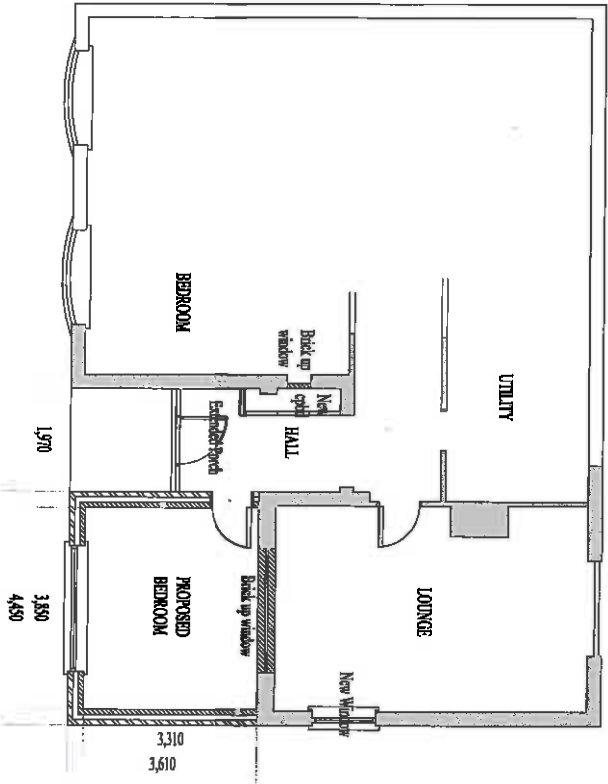 UTILITY
BEDROOM
Brick up
window
New
cpbd
HALL
Extended Porch
LOUNGE
New Window
Brick up window
PROPOSED
BEDROOM
1,970
3,850
4,450
3,310
3,610